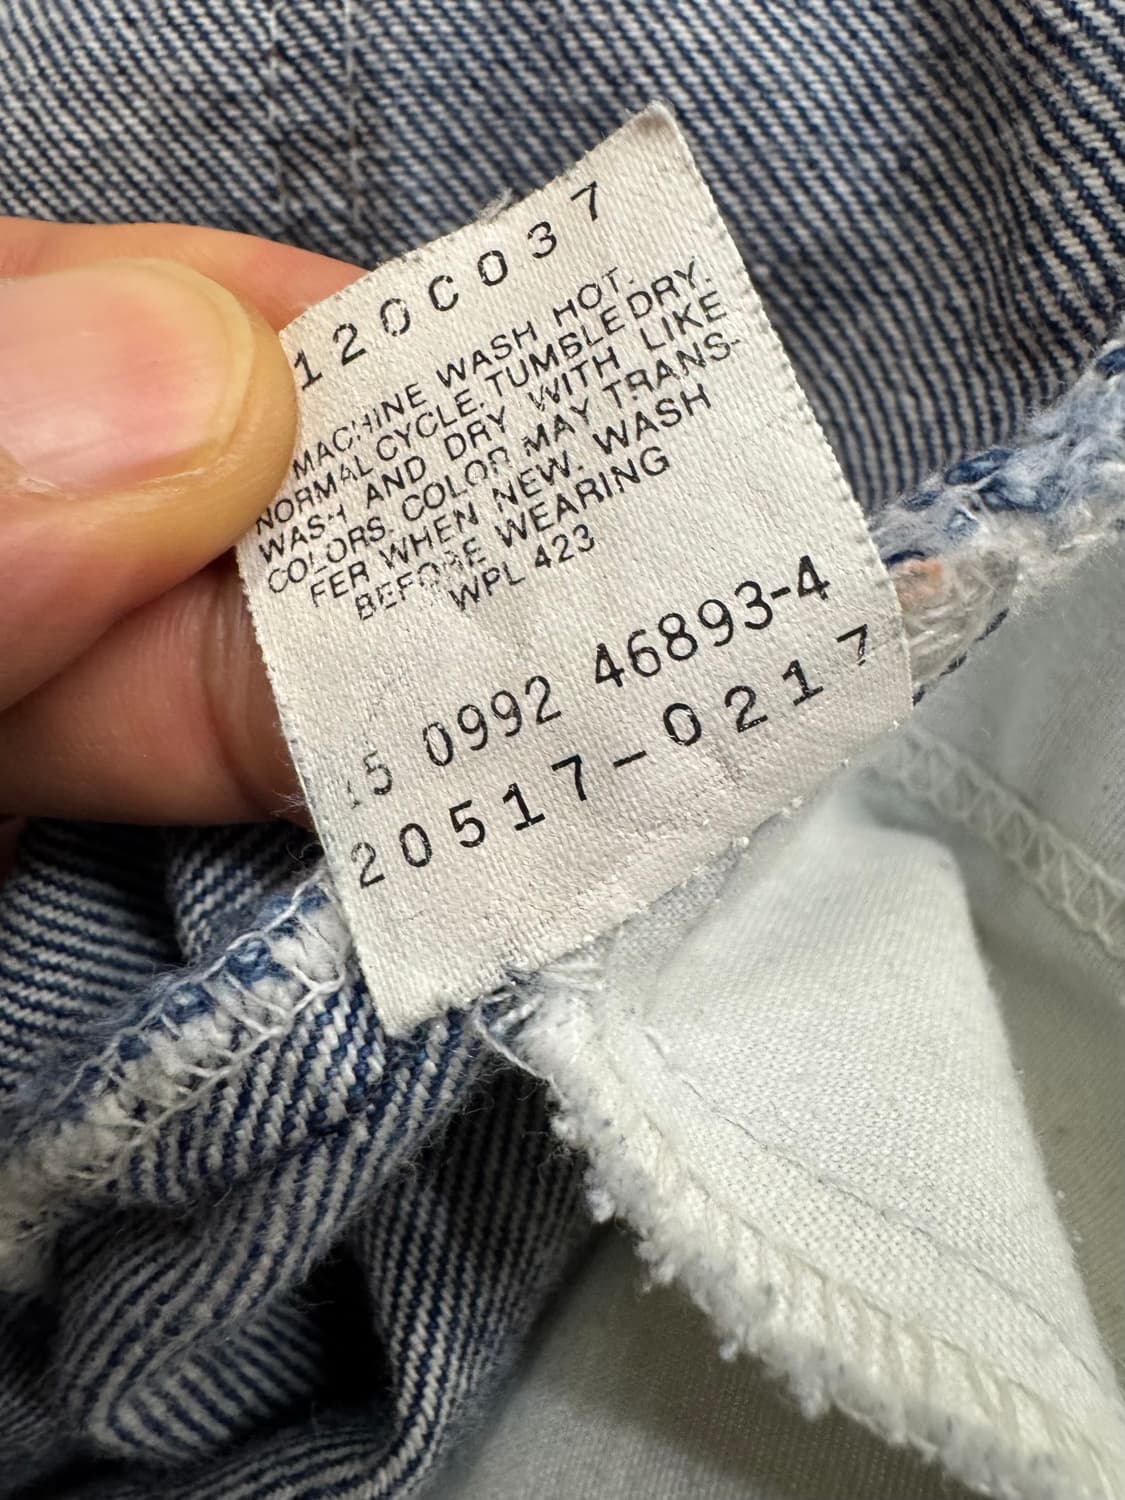 120C037
MACHINE WASH HOT.
NORMAL CYCLE. TUMBLE DRY.
WASH AND DRY WITH LIKE
COLORS. COLOR MAY TRANS-
FER WHEN NEW. WASH
BEFORE WEARING
WPL 423
15 0992 46893-4
20517-0217